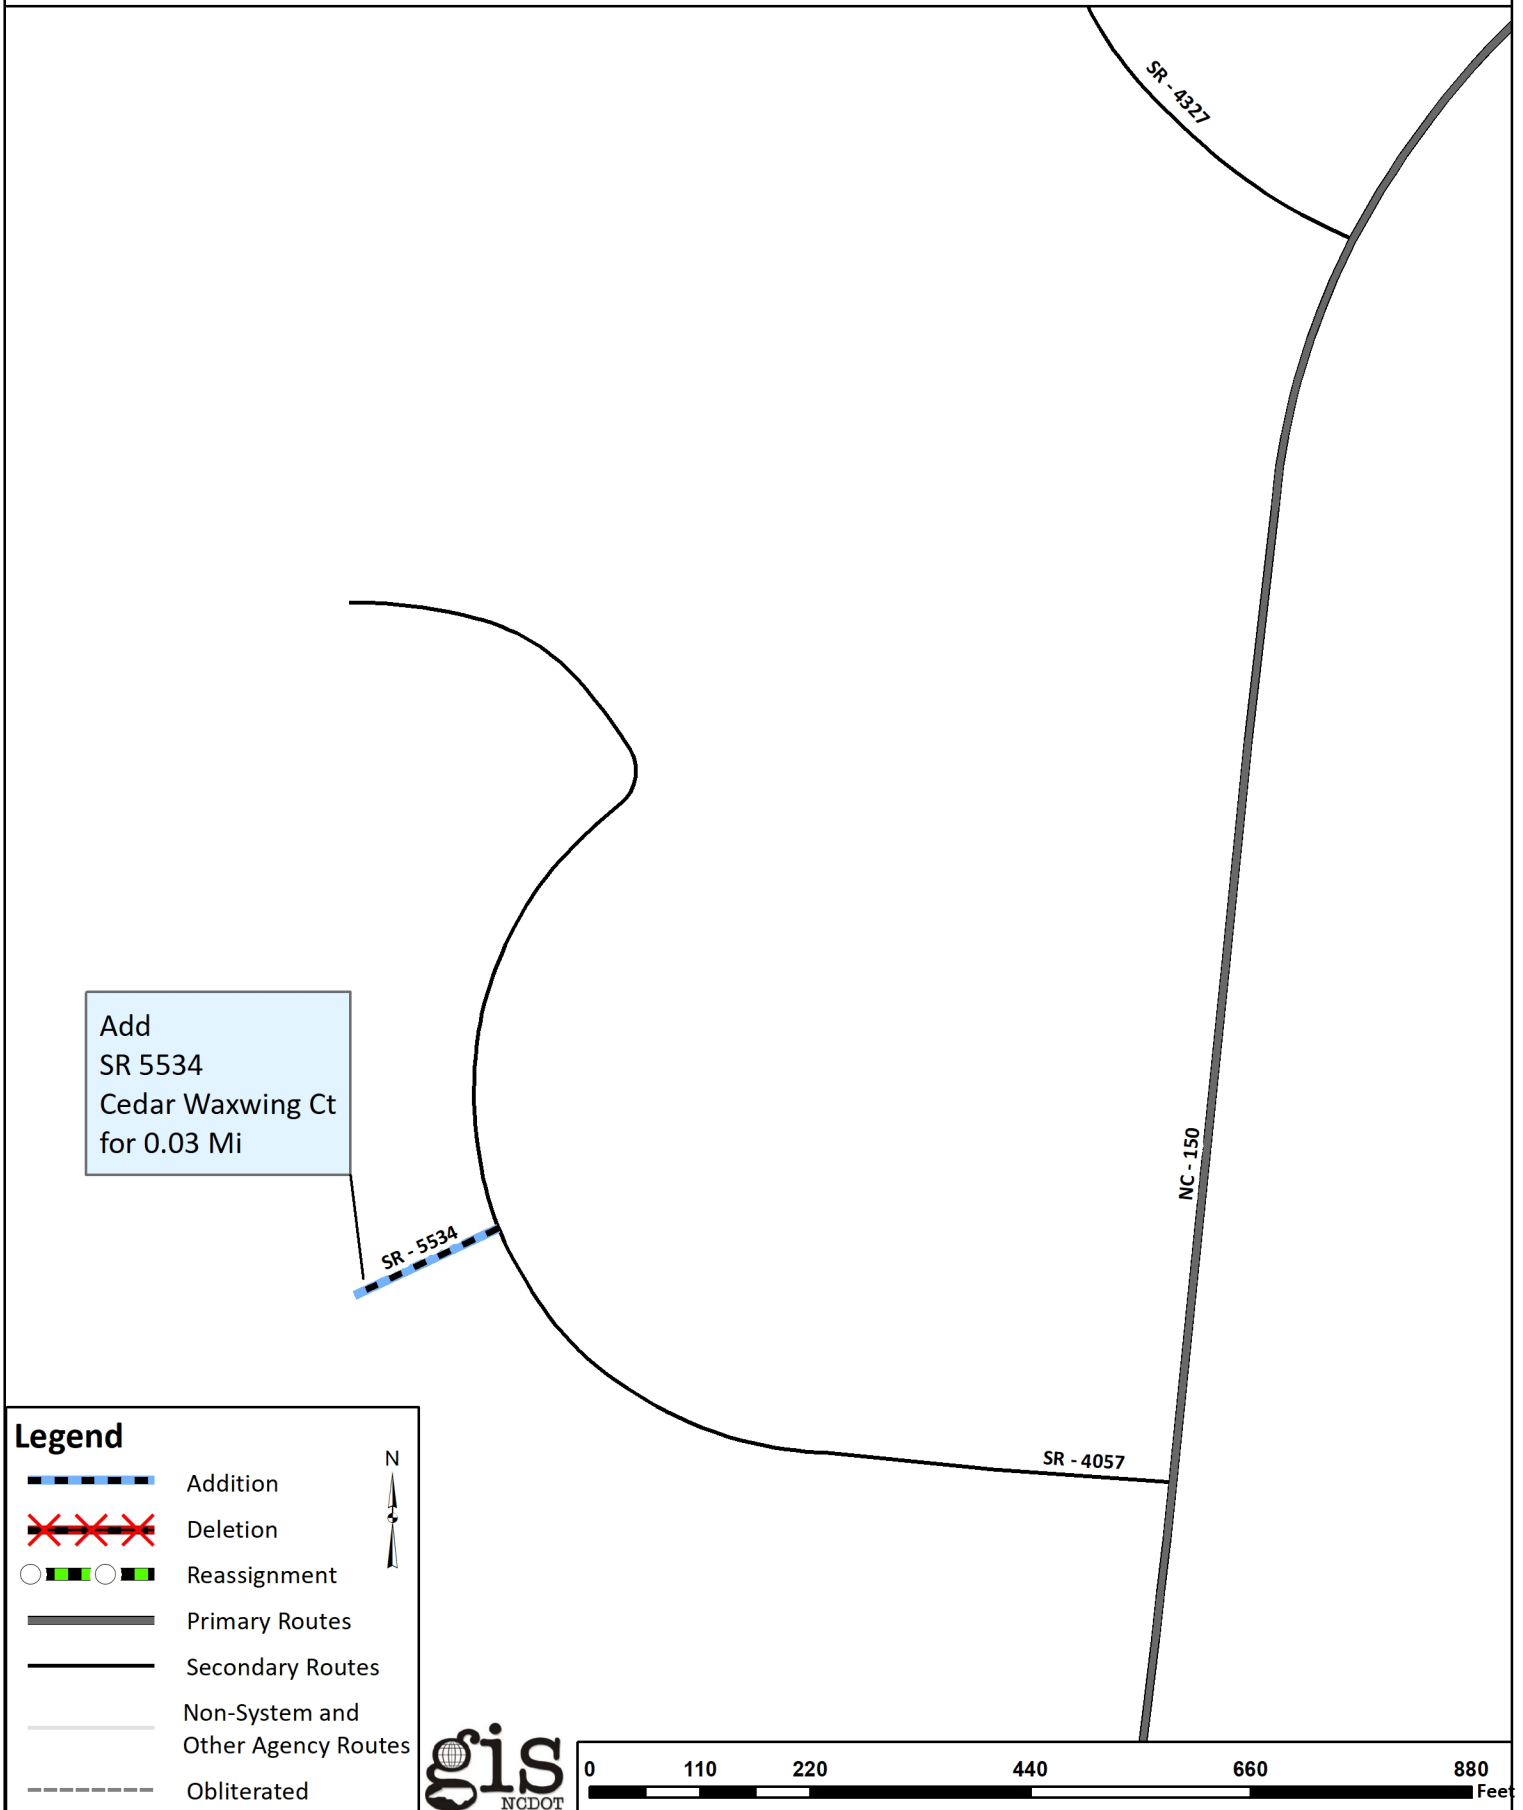 SR - 4327
Add
SR 5534
Cedar Waxwing Ct
for 0.03 Mi
NC - 150
SR - 5534
SR - 4057
Legend
N
Addition
Deletion
Reassignment
Primary Routes
Secondary Routes
Non-System and
Other Agency Routes
Obliterated
gis
NCDOT
0 110 220 440 660 880
Feet